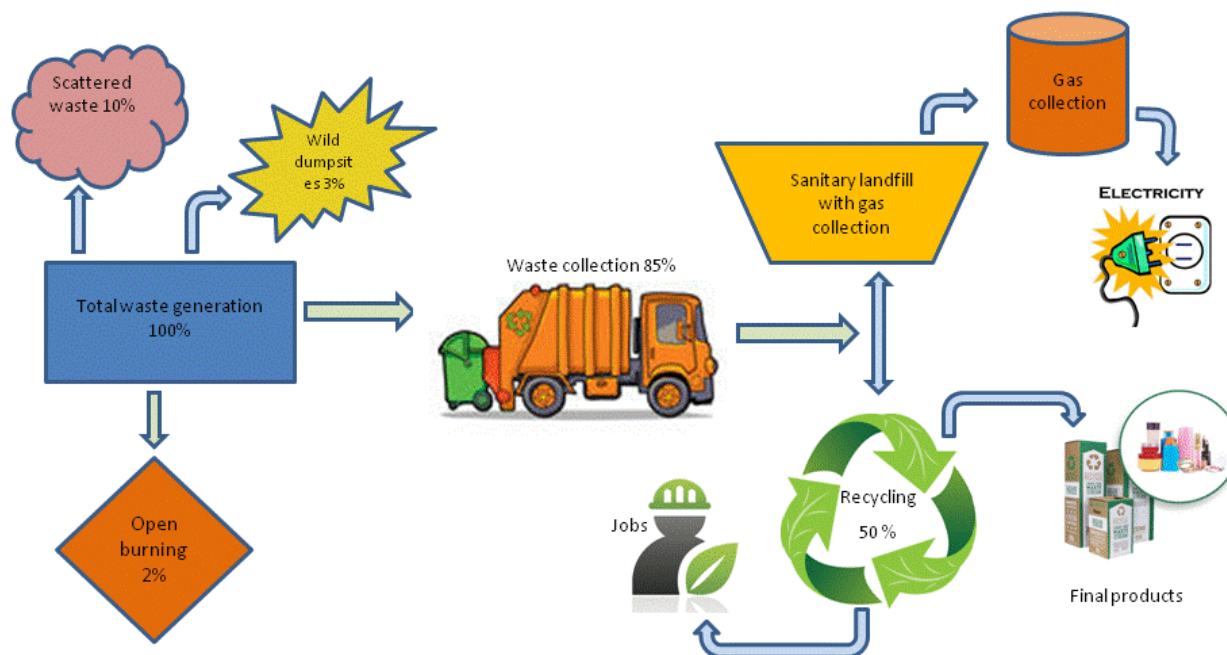 Scattered
waste 10%
Wild
dumpsit
es 3%
Total waste generation
100%
Open
burning
2%
Waste collection 85%
Sanitary landfill
with gas
collection
Gas
collection
ELECTRICITY
Recycling
50 %
Jobs
Final products